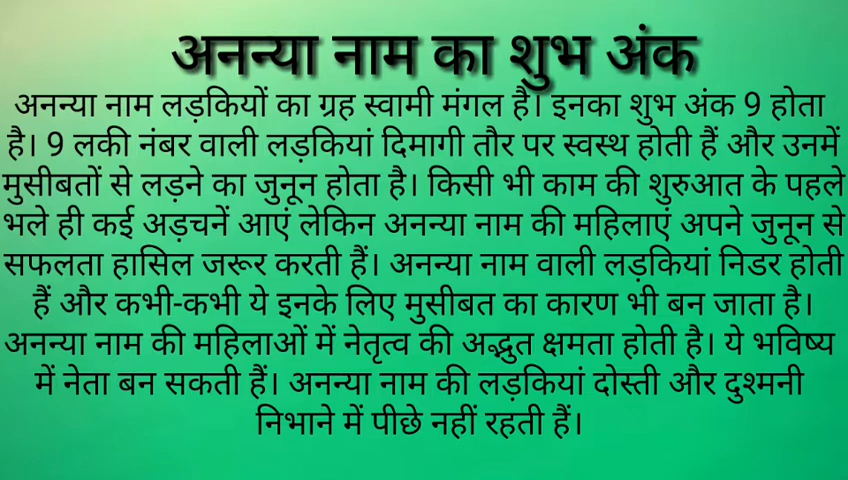 अनन्या नाम का शुभ अंक
अनन्या नाम लड़कियों का ग्रह स्वामी मंगल है। इनका शुभ अंक 9 होता
है। 9 लकी नंबर वाली लड़कियां दिमागी तौर पर स्वस्थ होती हैं और उनमें
मुसीबतों से लड़ने का जुनून होता है। किसी भी काम की शुरुआत के पहले
भले ही कई अड़चनें आएं लेकिन अनन्या नाम की महिलाएं अपने जुनून से
सफलता हासिल जरूर करती हैं। अनन्या नाम वाली लड़कियां निडर होती
हैं और कभी-कभी ये इनके लिए मुसीबत का कारण भी बन जाता है।
अनन्या नाम की महिलाओं में नेतृत्व की अद्भुत क्षमता होती है। ये भविष्य
में नेता बन सकती हैं। अनन्या नाम की लड़कियां दोस्ती और दुश्मनी
निभाने में पीछे नहीं रहती हैं।